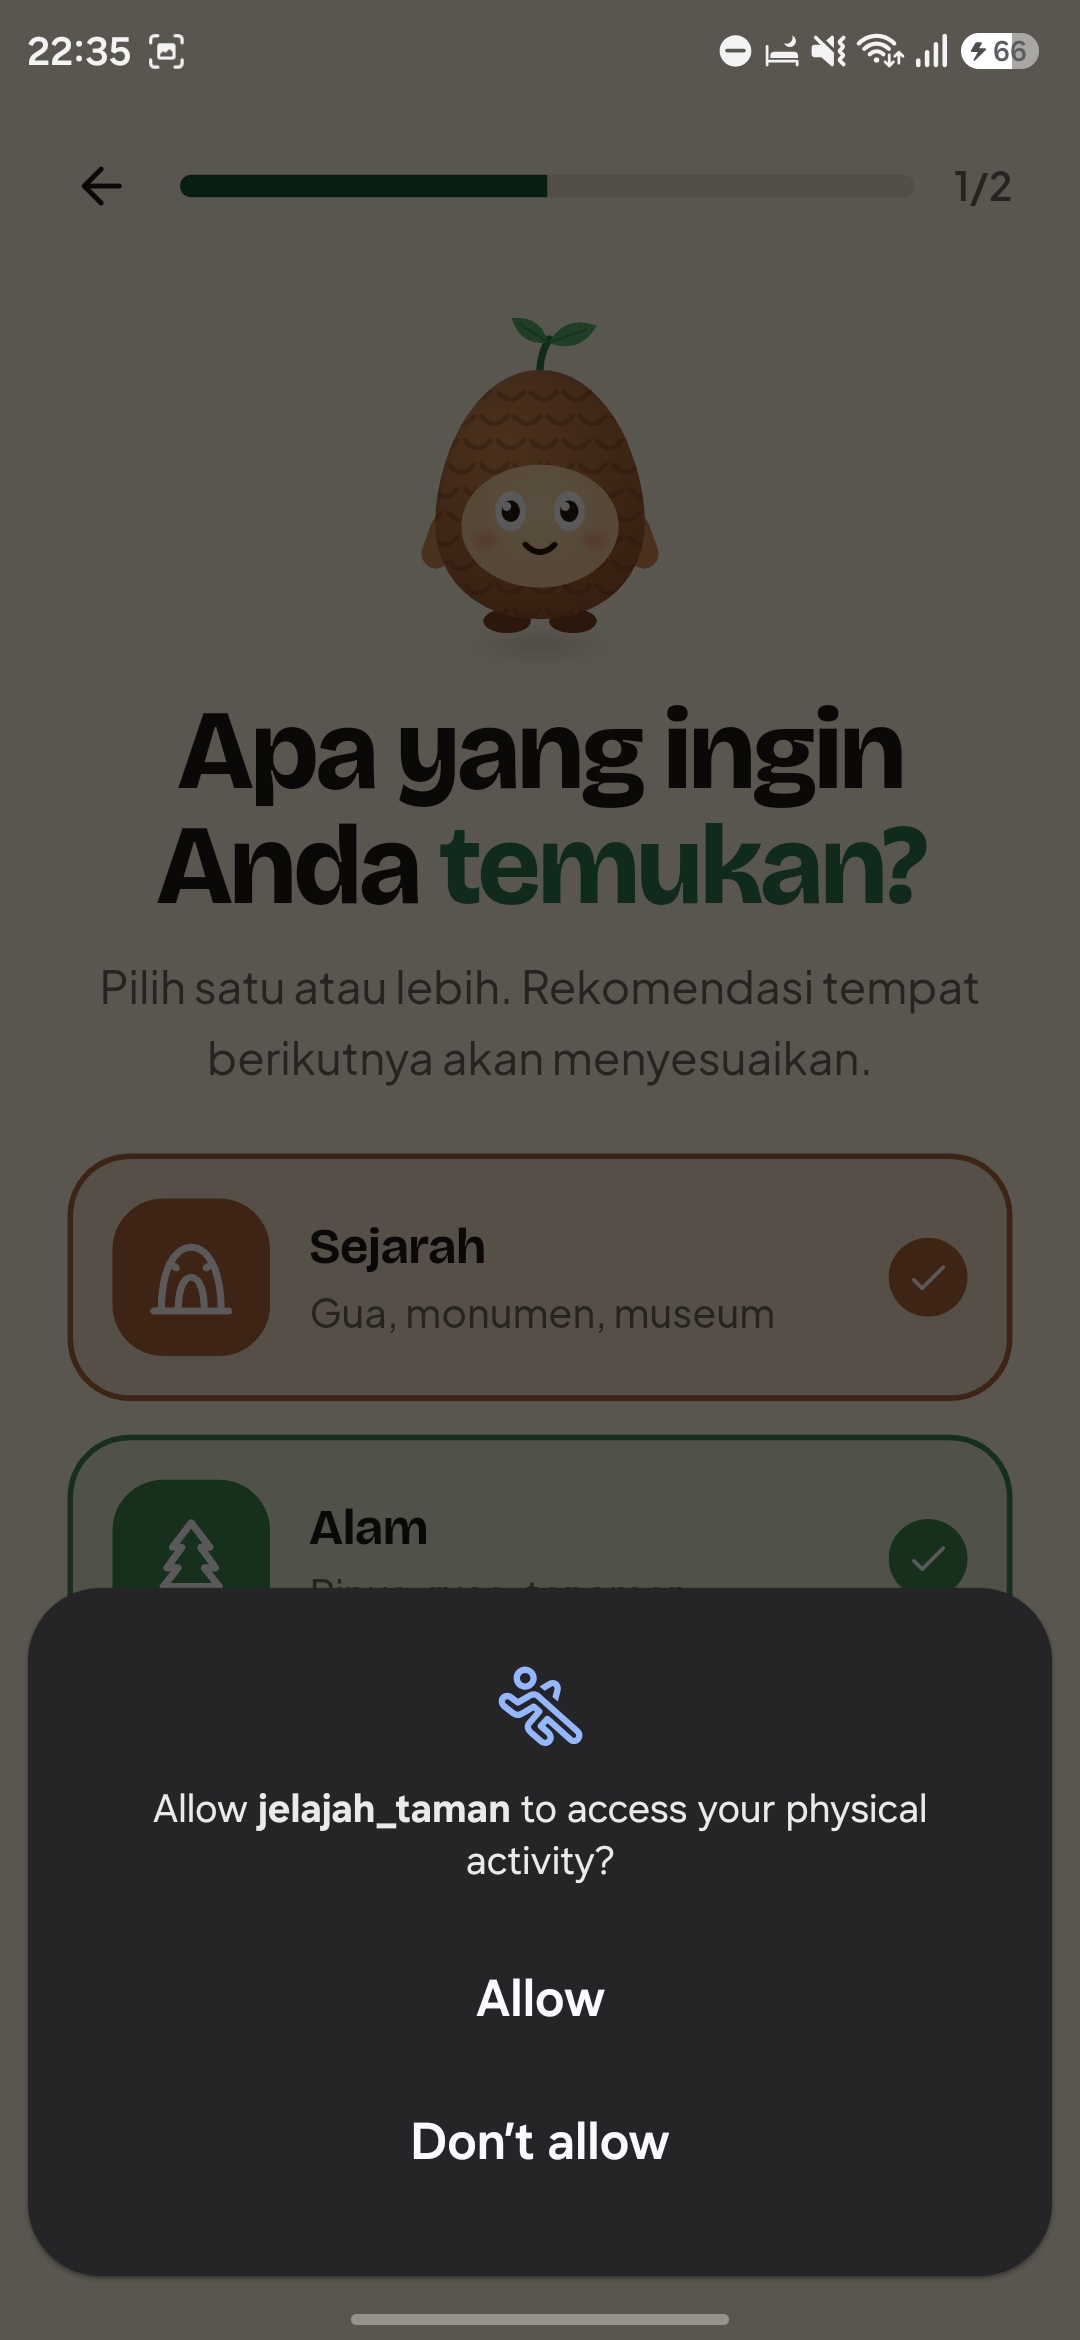 22:35
66
1/2
Apa yang ingin
Anda temukan?
Pilih satu atau lebih. Rekomendasi tempat
berikutnya akan menyesuaikan.
Sejarah
Gua, monumen, museum
Alam
Allow jelajah_taman to access your physical
activity?
Allow
Don't allow